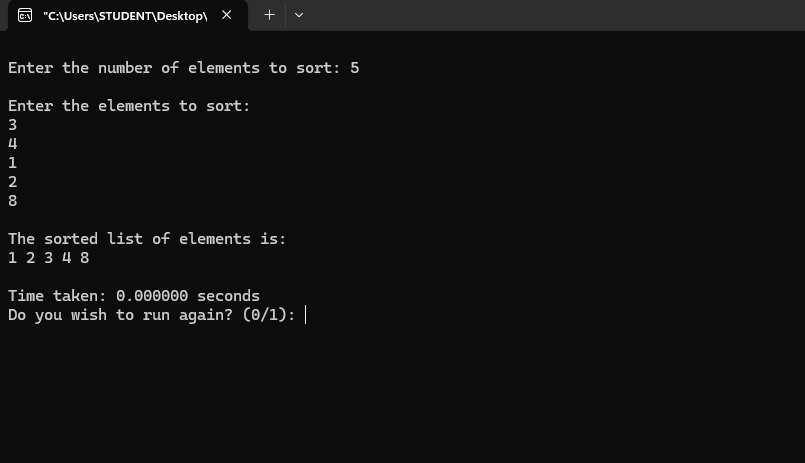 "C:\Users\STUDENT\Desktop\
Enter the number of elements to sort: 5
Enter the elements to sort:
3
4
1
2
8
The sorted list of elements is:
1 2 3 4 8
Time taken: 0.000000 seconds
Do you wish to run again? (0/1):